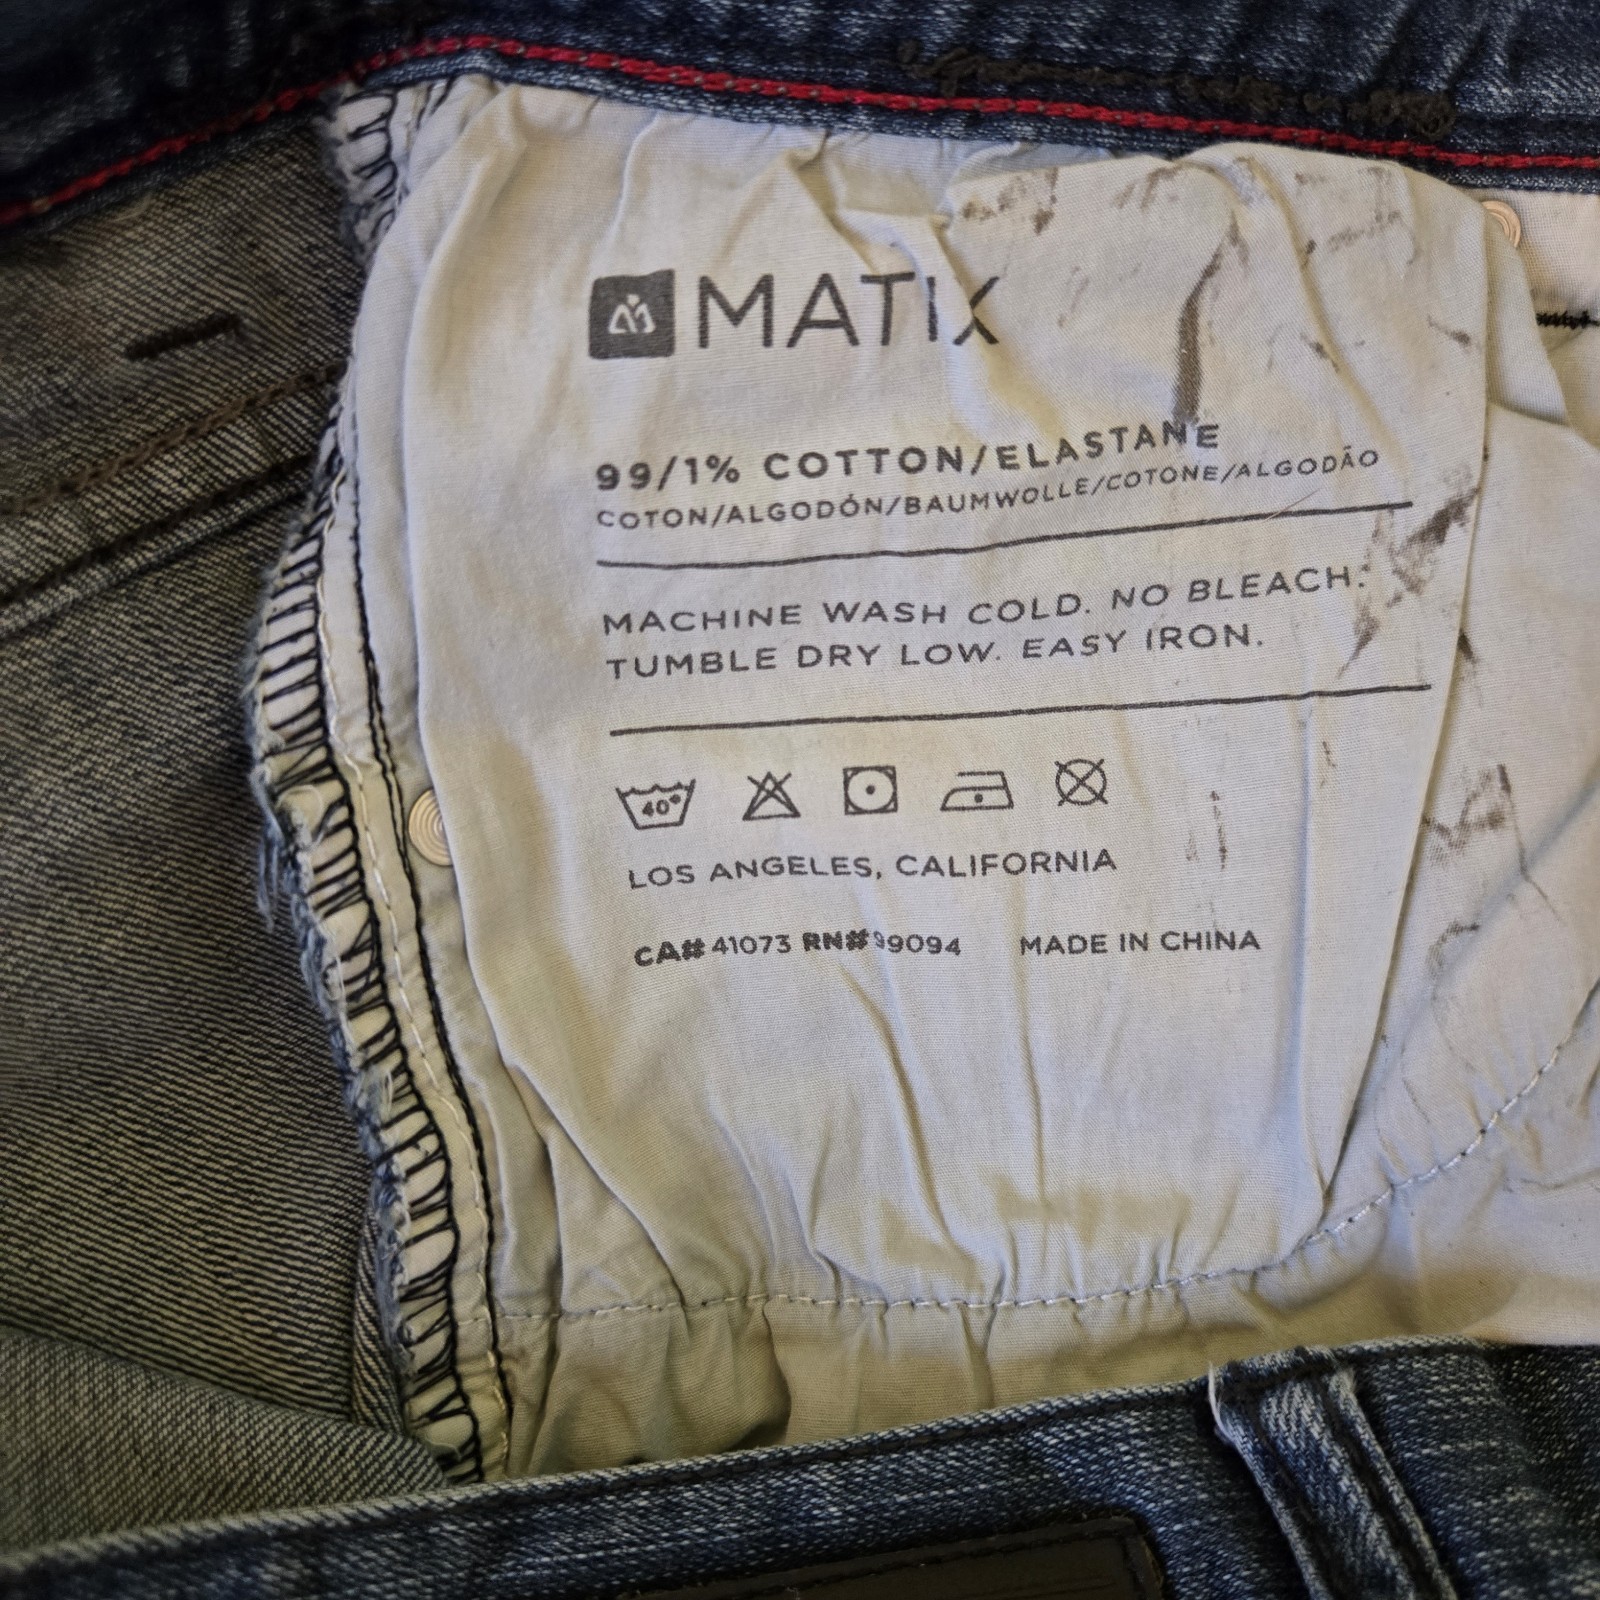 MATIX
99/1% COTTON/ELASTANE
COTON/ALGODÓN/BAUMWOLLE/COTONE/ALGODÃO
MACHINE WASH COLD. NO BLEACH.
TUMBLE DRY LOW. EASY IRON.
40°
LOS ANGELES, CALIFORNIA
CA# 41073 RN# 99094 MADE IN CHINA